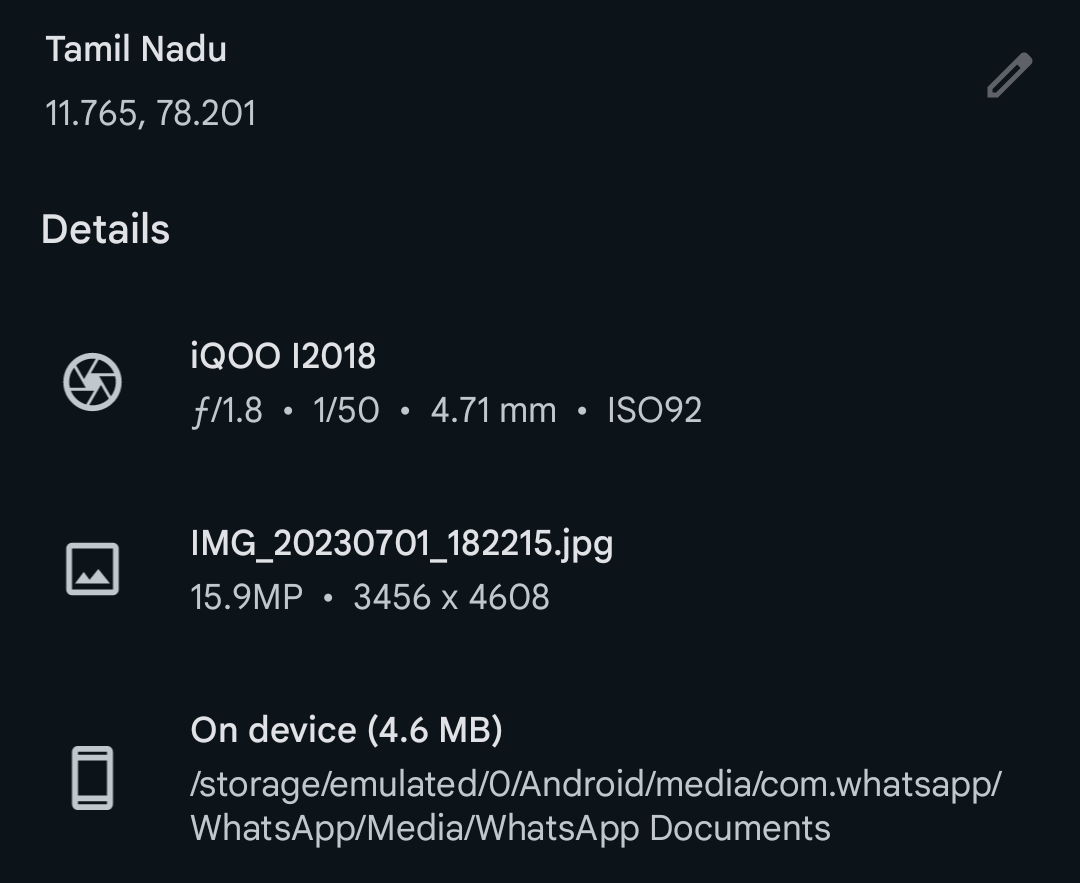 Tamil Nadu
11.765, 78.201
Details
iQOO I2018
ƒ/1.8 • 1/50 • 4.71 mm • ISO92
IMG_20230701_182215.jpg
15.9MP • 3456 x 4608
On device (4.6 MB)
/storage/emulated/0/Android/media/com.whatsapp/
WhatsApp/Media/WhatsApp Documents